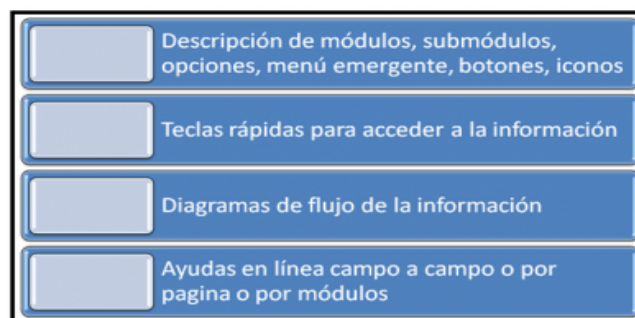 Descripción de módulos, submódulos,
opciones, menú emergente, botones, iconos
Teclas rápidas para acceder a la información
Diagramas de flujo de la información
Ayudas en línea campo a campo o por
pagina o por módulos